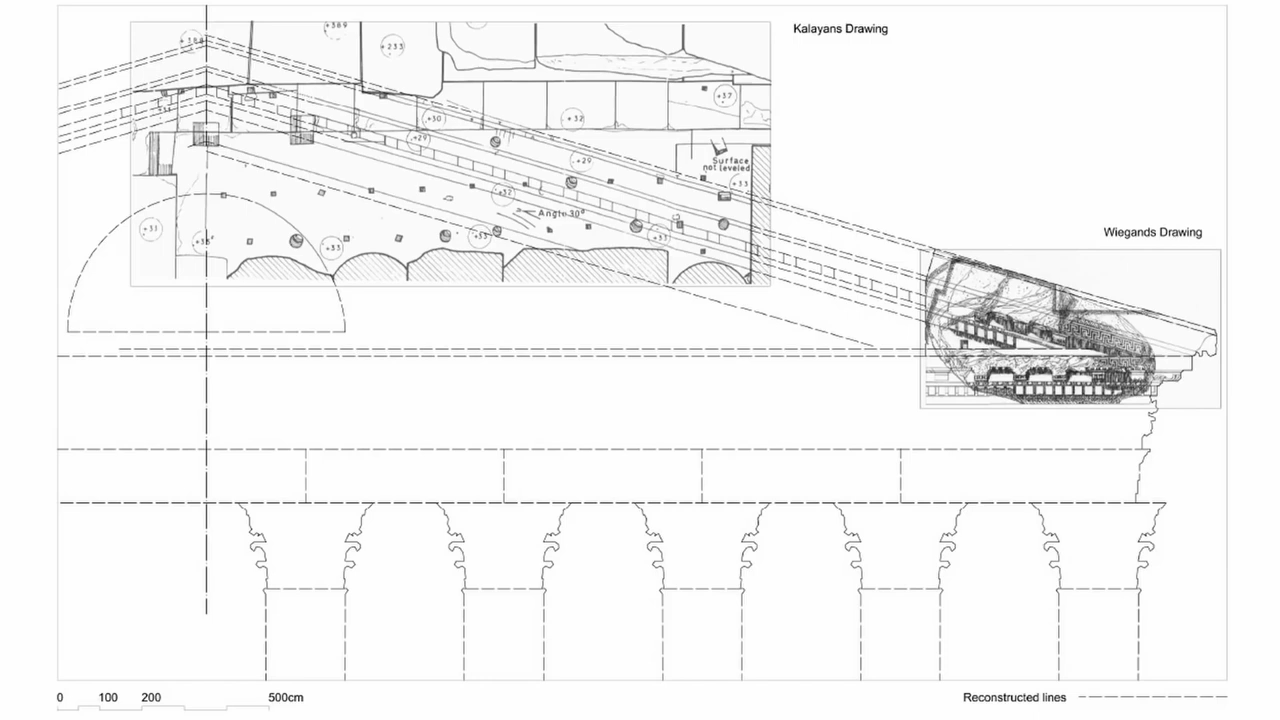 Kalayans Drawing
+389
+388
+233
+37
+30
+32
+29
+29
Surface
not leveled
+33
+32
Angle 30°
+31
+33
+33
+33
Wiegands Drawing
0 100 200 500cm
Reconstructed lines